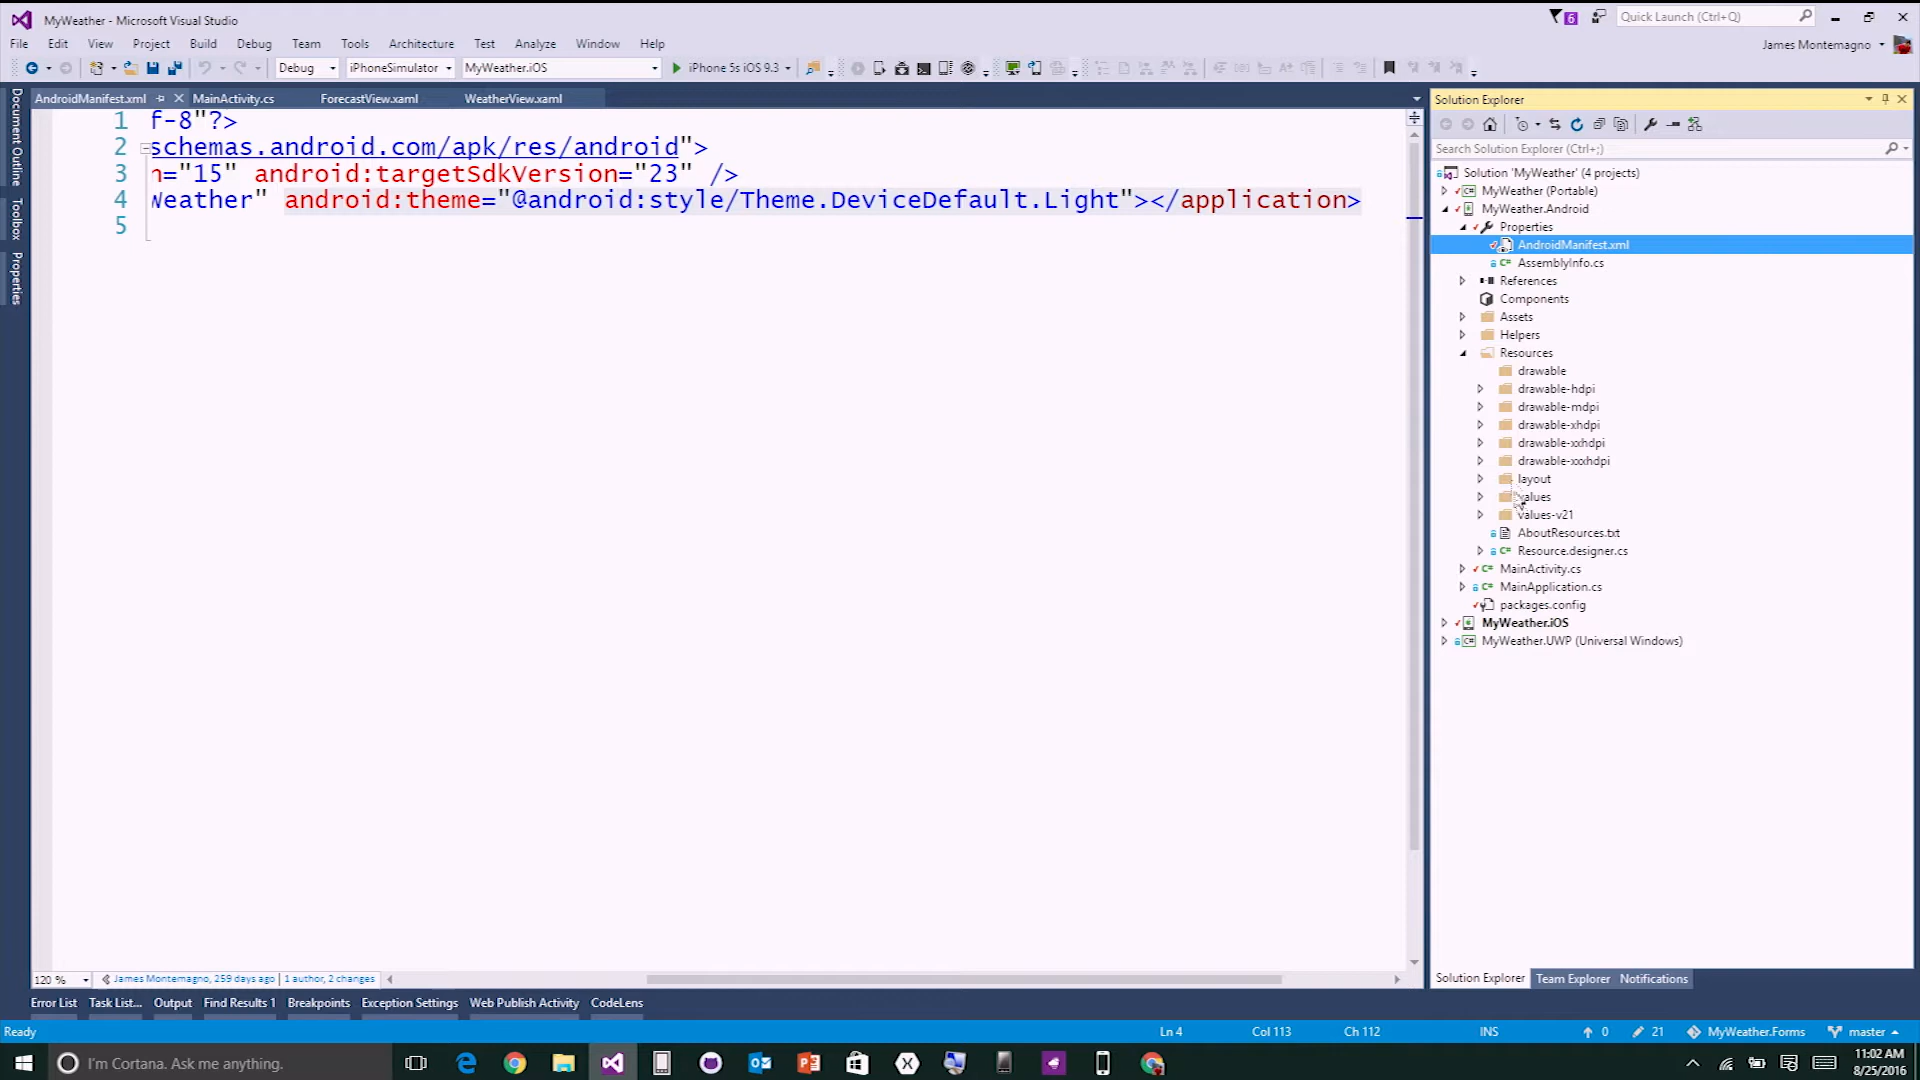 MyWeather - Microsoft Visual Studio
6
Quick Launch (Ctrl+Q)
File Edit View Project Build Debug Team Tools Architecture Test Analyze Window Help
James Montemagno
Debug iPhoneSimulator MyWeather.iOS iPhone 5s iOS 9.3
AndroidManifest.xml MainActivity.cs ForecastView.xaml WeatherView.xaml
Document Outline
Toolbox
Properties
1 f-8"?>
2 schemas.android.com/apk/res/android">
3 n="15" android:targetSdkVersion="23" />
4 Weather" android:theme="@android:style/Theme.DeviceDefault.Light"></application>
5
Solution Explorer
Search Solution Explorer (Ctrl+;)
Solution 'MyWeather' (4 projects)
C# MyWeather (Portable)
MyWeather.Android
Properties
AndroidManifest.xml
C# AssemblyInfo.cs
References
Components
Assets
Helpers
Resources
drawable
drawable-hdpi
drawable-mdpi
drawable-xhdpi
drawable-xxhdpi
drawable-xxxhdpi
layout
values
values-v21
AboutResources.txt
C# Resource.designer.cs
C# MainActivity.cs
C# MainApplication.cs
packages.config
MyWeather.iOS
C# MyWeather.UWP (Universal Windows)
120 % James Montemagno, 259 days ago | 1 author, 2 changes
Solution Explorer Team Explorer Notifications
Error List Task List... Output Find Results 1 Breakpoints Exception Settings Web Publish Activity CodeLens
Ready Ln 4 Col 113 Ch 112 INS 0 21 MyWeather.Forms master
I'm Cortana. Ask me anything.
11:02 AM
8/25/2016